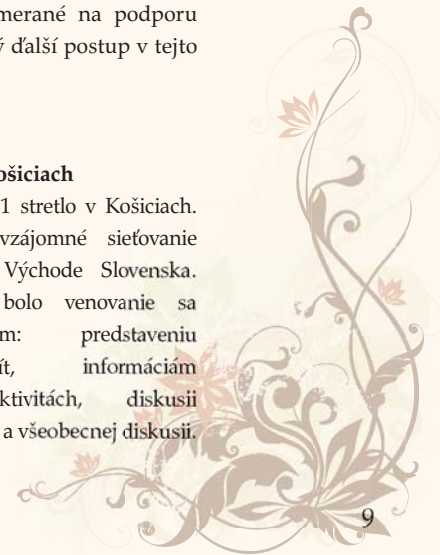 merané na podporu
ý ďalší postup v tejto
ošiciach
1 stretlo v Košiciach.
vzájomné sieťovanie
Východe Slovenska.
bolo venovanie sa
m: predstaveniu
ít, informáciám
ktivitách, diskusii
a všeobecnej diskusii.
9